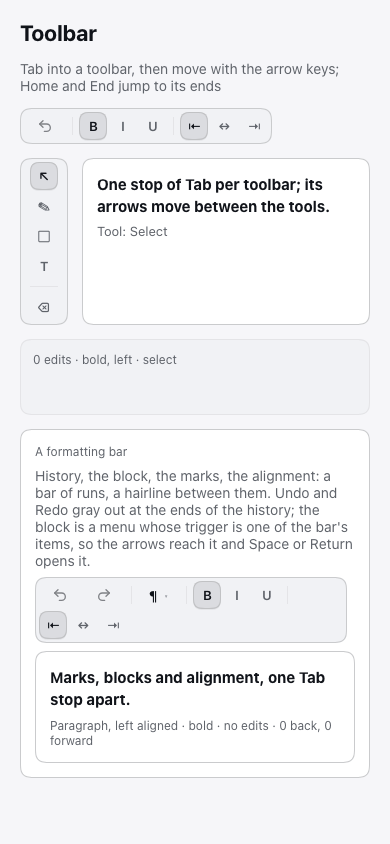 Toolbar
Tab into a toolbar, then move with the arrow keys;
Home and End jump to its ends
B I U
One stop of Tab per toolbar; its
arrows move between the tools.
Tool: Select
T
0 edits · bold, left · select
A formatting bar
History, the block, the marks, the alignment: a
bar of runs, a hairline between them. Undo and
Redo gray out at the ends of the history; the
block is a menu whose trigger is one of the bar's
items, so the arrows reach it and Space or Return
opens it.
¶ · B I U
Marks, blocks and alignment, one Tab
stop apart.
Paragraph, left aligned · bold · no edits · 0 back, 0
forward